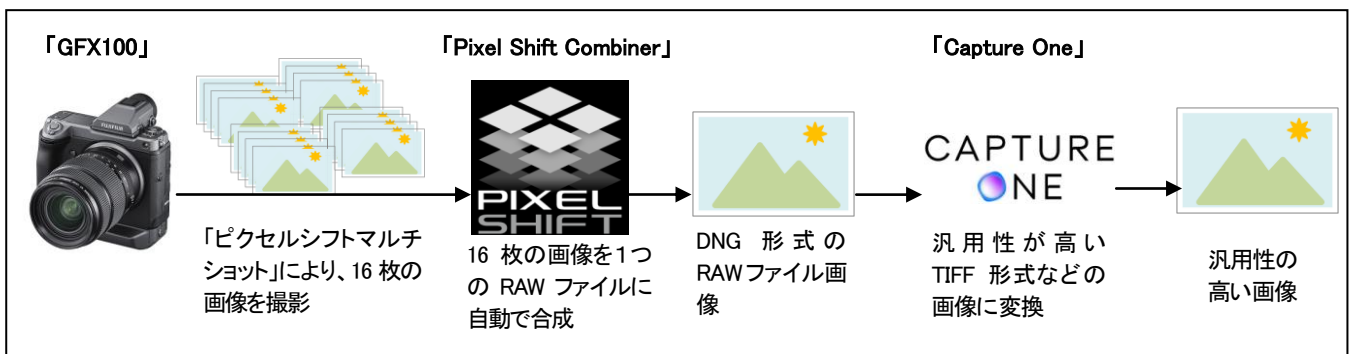 「GFX100」
「Pixel Shift Combiner」
「Capture One」
FUJIFILM
PIXEL
SHIFT
CAPTURE
ONE
「ピクセルシフトマルチ
ショット」により、16 枚の
画像を撮影
16 枚の画像を1つ
の RAW ファイルに
自動で合成
DNG 形式の
RAWファイル画
像
汎用性が高い
TIFF 形式などの
画像に変換
汎用性の
高い画像